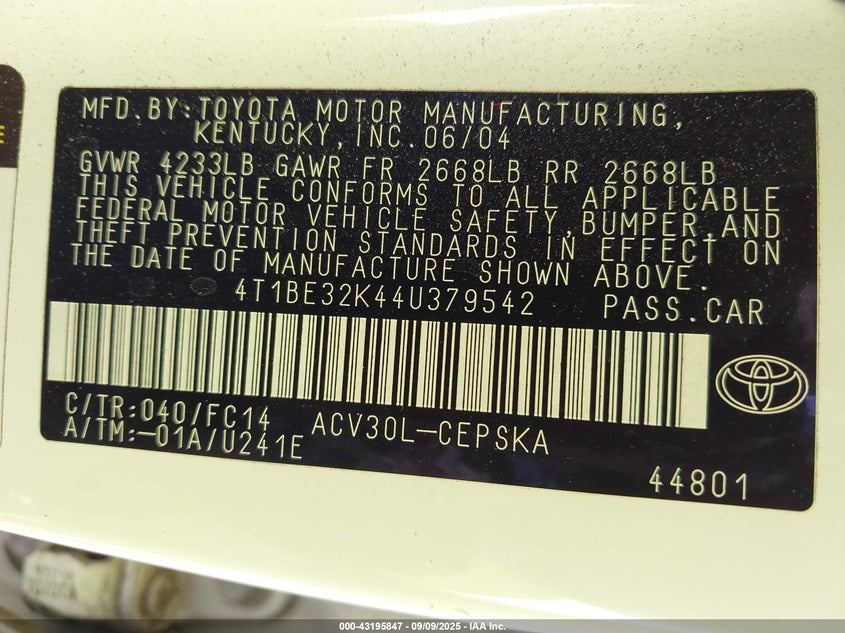 MFD.BY:TOYOTA MOTOR MANUFACTURING,
KENTUCKY,INC.06/04
GVWR 4233LB GAWR FR 2668LB RR 2668LB
THIS VEHICLE CONFORMS TO ALL APPLICABLE
FEDERAL MOTOR VEHICLE SAFETY,BUMPER,AND
THEFT PREVENTION STANDARDS IN EFFECT ON
THE DATE OF MANUFACTURE SHOWN ABOVE.
4T1BE32K44U379542 PASS.CAR
C/TR:040/FC14 ACV30L-CEPSKA
A/TM:-01A/U241E
44801
000-43195847 - 09/09/2025 - IAA Inc.